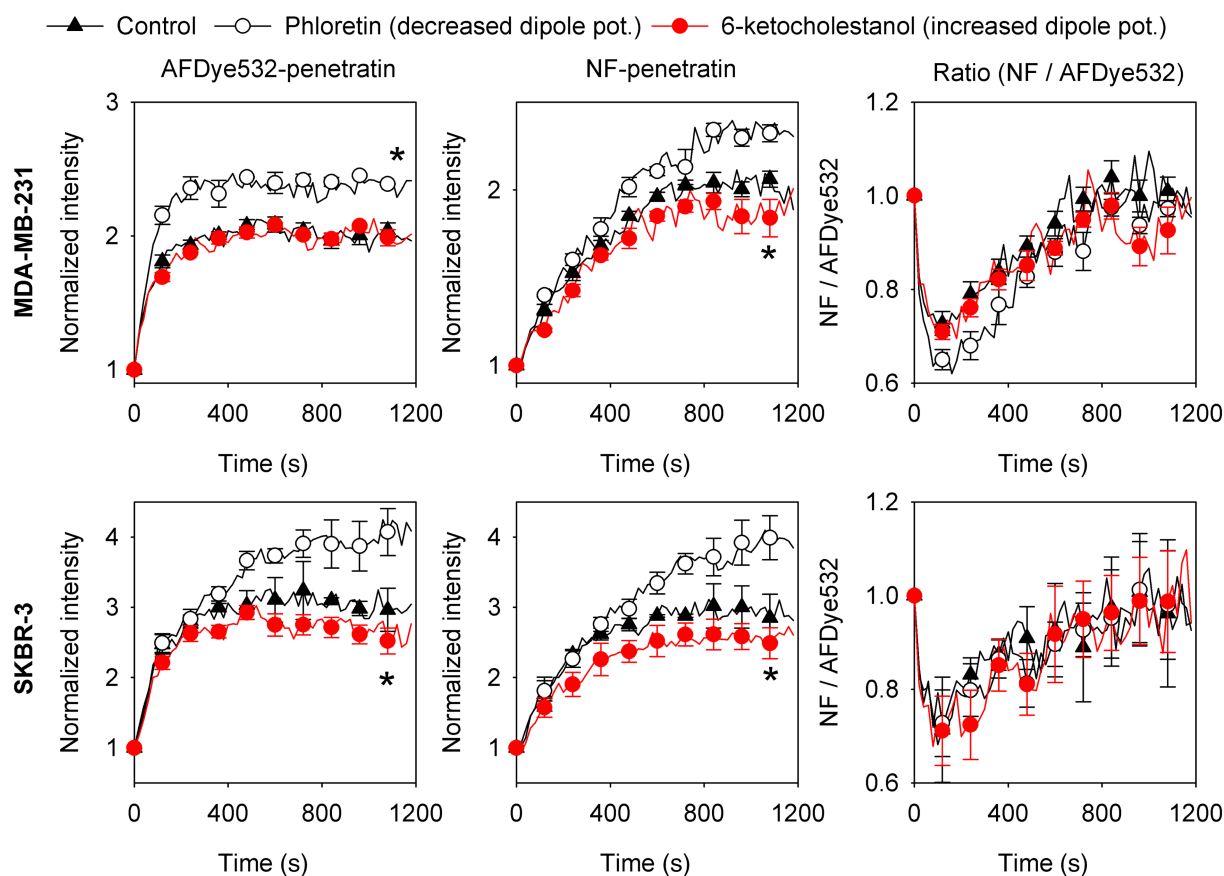 Control Phloretin (decreased dipole pot.) 6-ketocholestanol (increased dipole pot.)
AFDye532-penetratin NF-penetratin Ratio (NF / AFDye532)
MDA-MB-231
Normalized intensity
3
2
1
*
0 400 800 1200
Time (s)
Normalized intensity
2
1
*
0 400 800 1200
Time (s)
NF / AFDye532
1.2
1.0
0.8
0.6
0 400 800 1200
Time (s)
SKBR-3
Normalized intensity
4
3
2
1
*
0 400 800 1200
Time (s)
Normalized intensity
4
3
2
1
*
0 400 800 1200
Time (s)
NF / AFDye532
1.2
1.0
0.8
0.6
0 400 800 1200
Time (s)